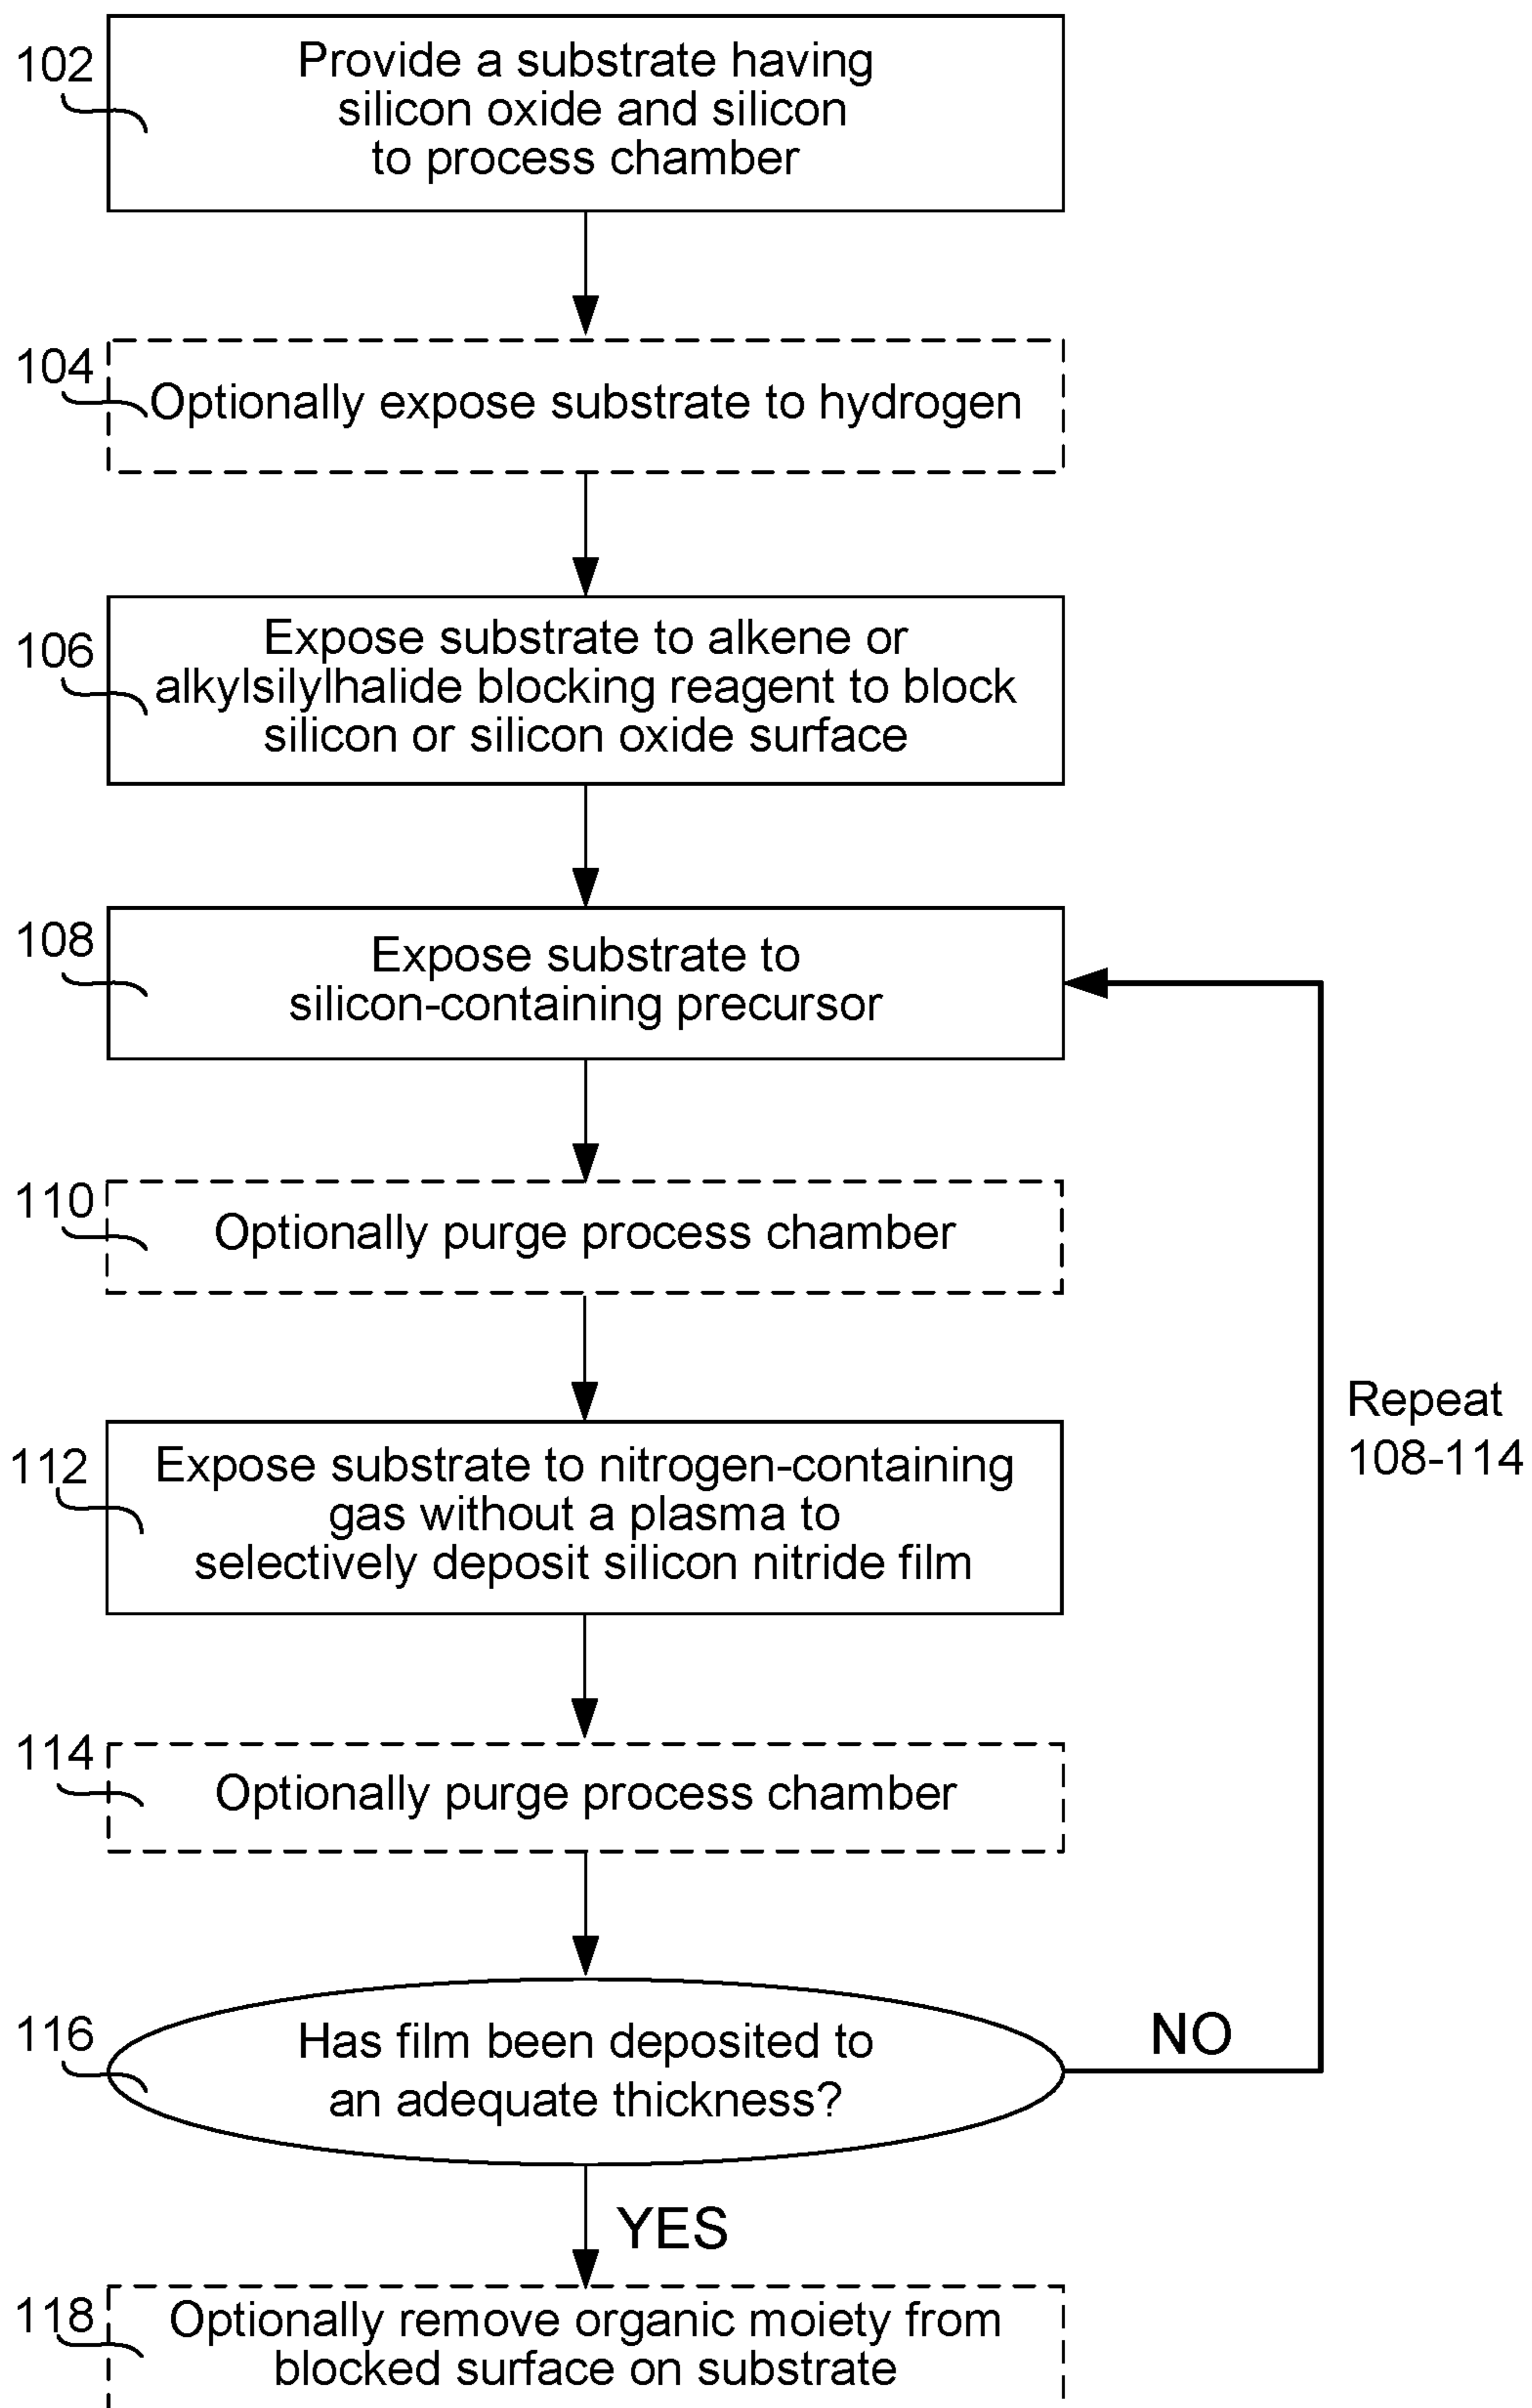 102
Provide a substrate having
silicon oxide and silicon
to process chamber
104
Optionally expose substrate to hydrogen
106
Expose substrate to alkene or
alkylsilylhalide blocking reagent to block
silicon or silicon oxide surface
108
Expose substrate to
silicon-containing precursor
110
Optionally purge process chamber
Repeat
108-114
112
Expose substrate to nitrogen-containing
gas without a plasma to
selectively deposit silicon nitride film
114
Optionally purge process chamber
116
Has film been deposited to
an adequate thickness?
NO
YES
118
Optionally remove organic moiety from
blocked surface on substrate